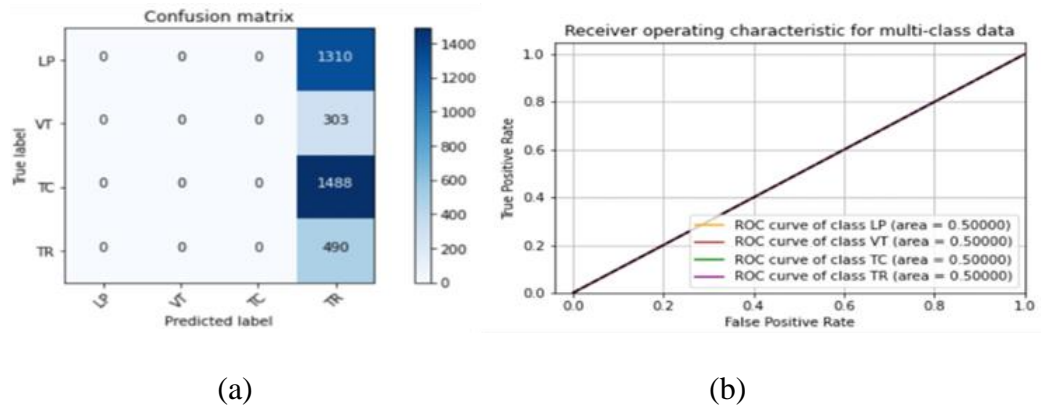 Confusion matrix
LP 0 0 0 1310
VT 0 0 0 303
TC 0 0 0 1488
TR 0 0 0 490
LP VT TC TR
True label
Predicted label
1400
1200
1000
800
600
400
200
0
Receiver operating characteristic for multi-class data
1.0
0.8
0.6
0.4
0.2
0.0
True Positive Rate
ROC curve of class LP (area = 0.50000)
ROC curve of class VT (area = 0.50000)
ROC curve of class TC (area = 0.50000)
ROC curve of class TR (area = 0.50000)
0.0 0.2 0.4 0.6 0.8 1.0
False Positive Rate
(a)
(b)